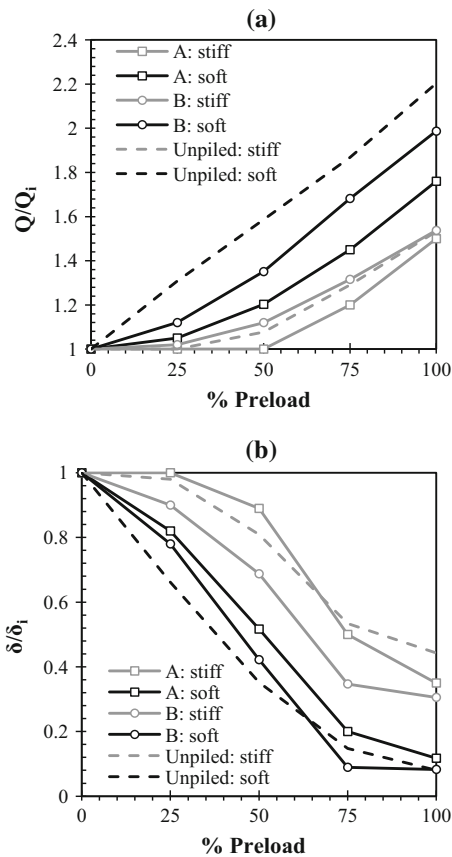 (a)
2.4
2.2
2
1.8
1.6
1.4
1.2
1
Q/Qi
A: stiff
A: soft
B: stiff
B: soft
Unpiled: stiff
Unpiled: soft
0 25 50 75 100
% Preload
(b)
1
0.8
0.6
0.4
0.2
0
δ/δi
A: stiff
A: soft
B: stiff
B: soft
Unpiled: stiff
Unpiled: soft
0 25 50 75 100
% Preload